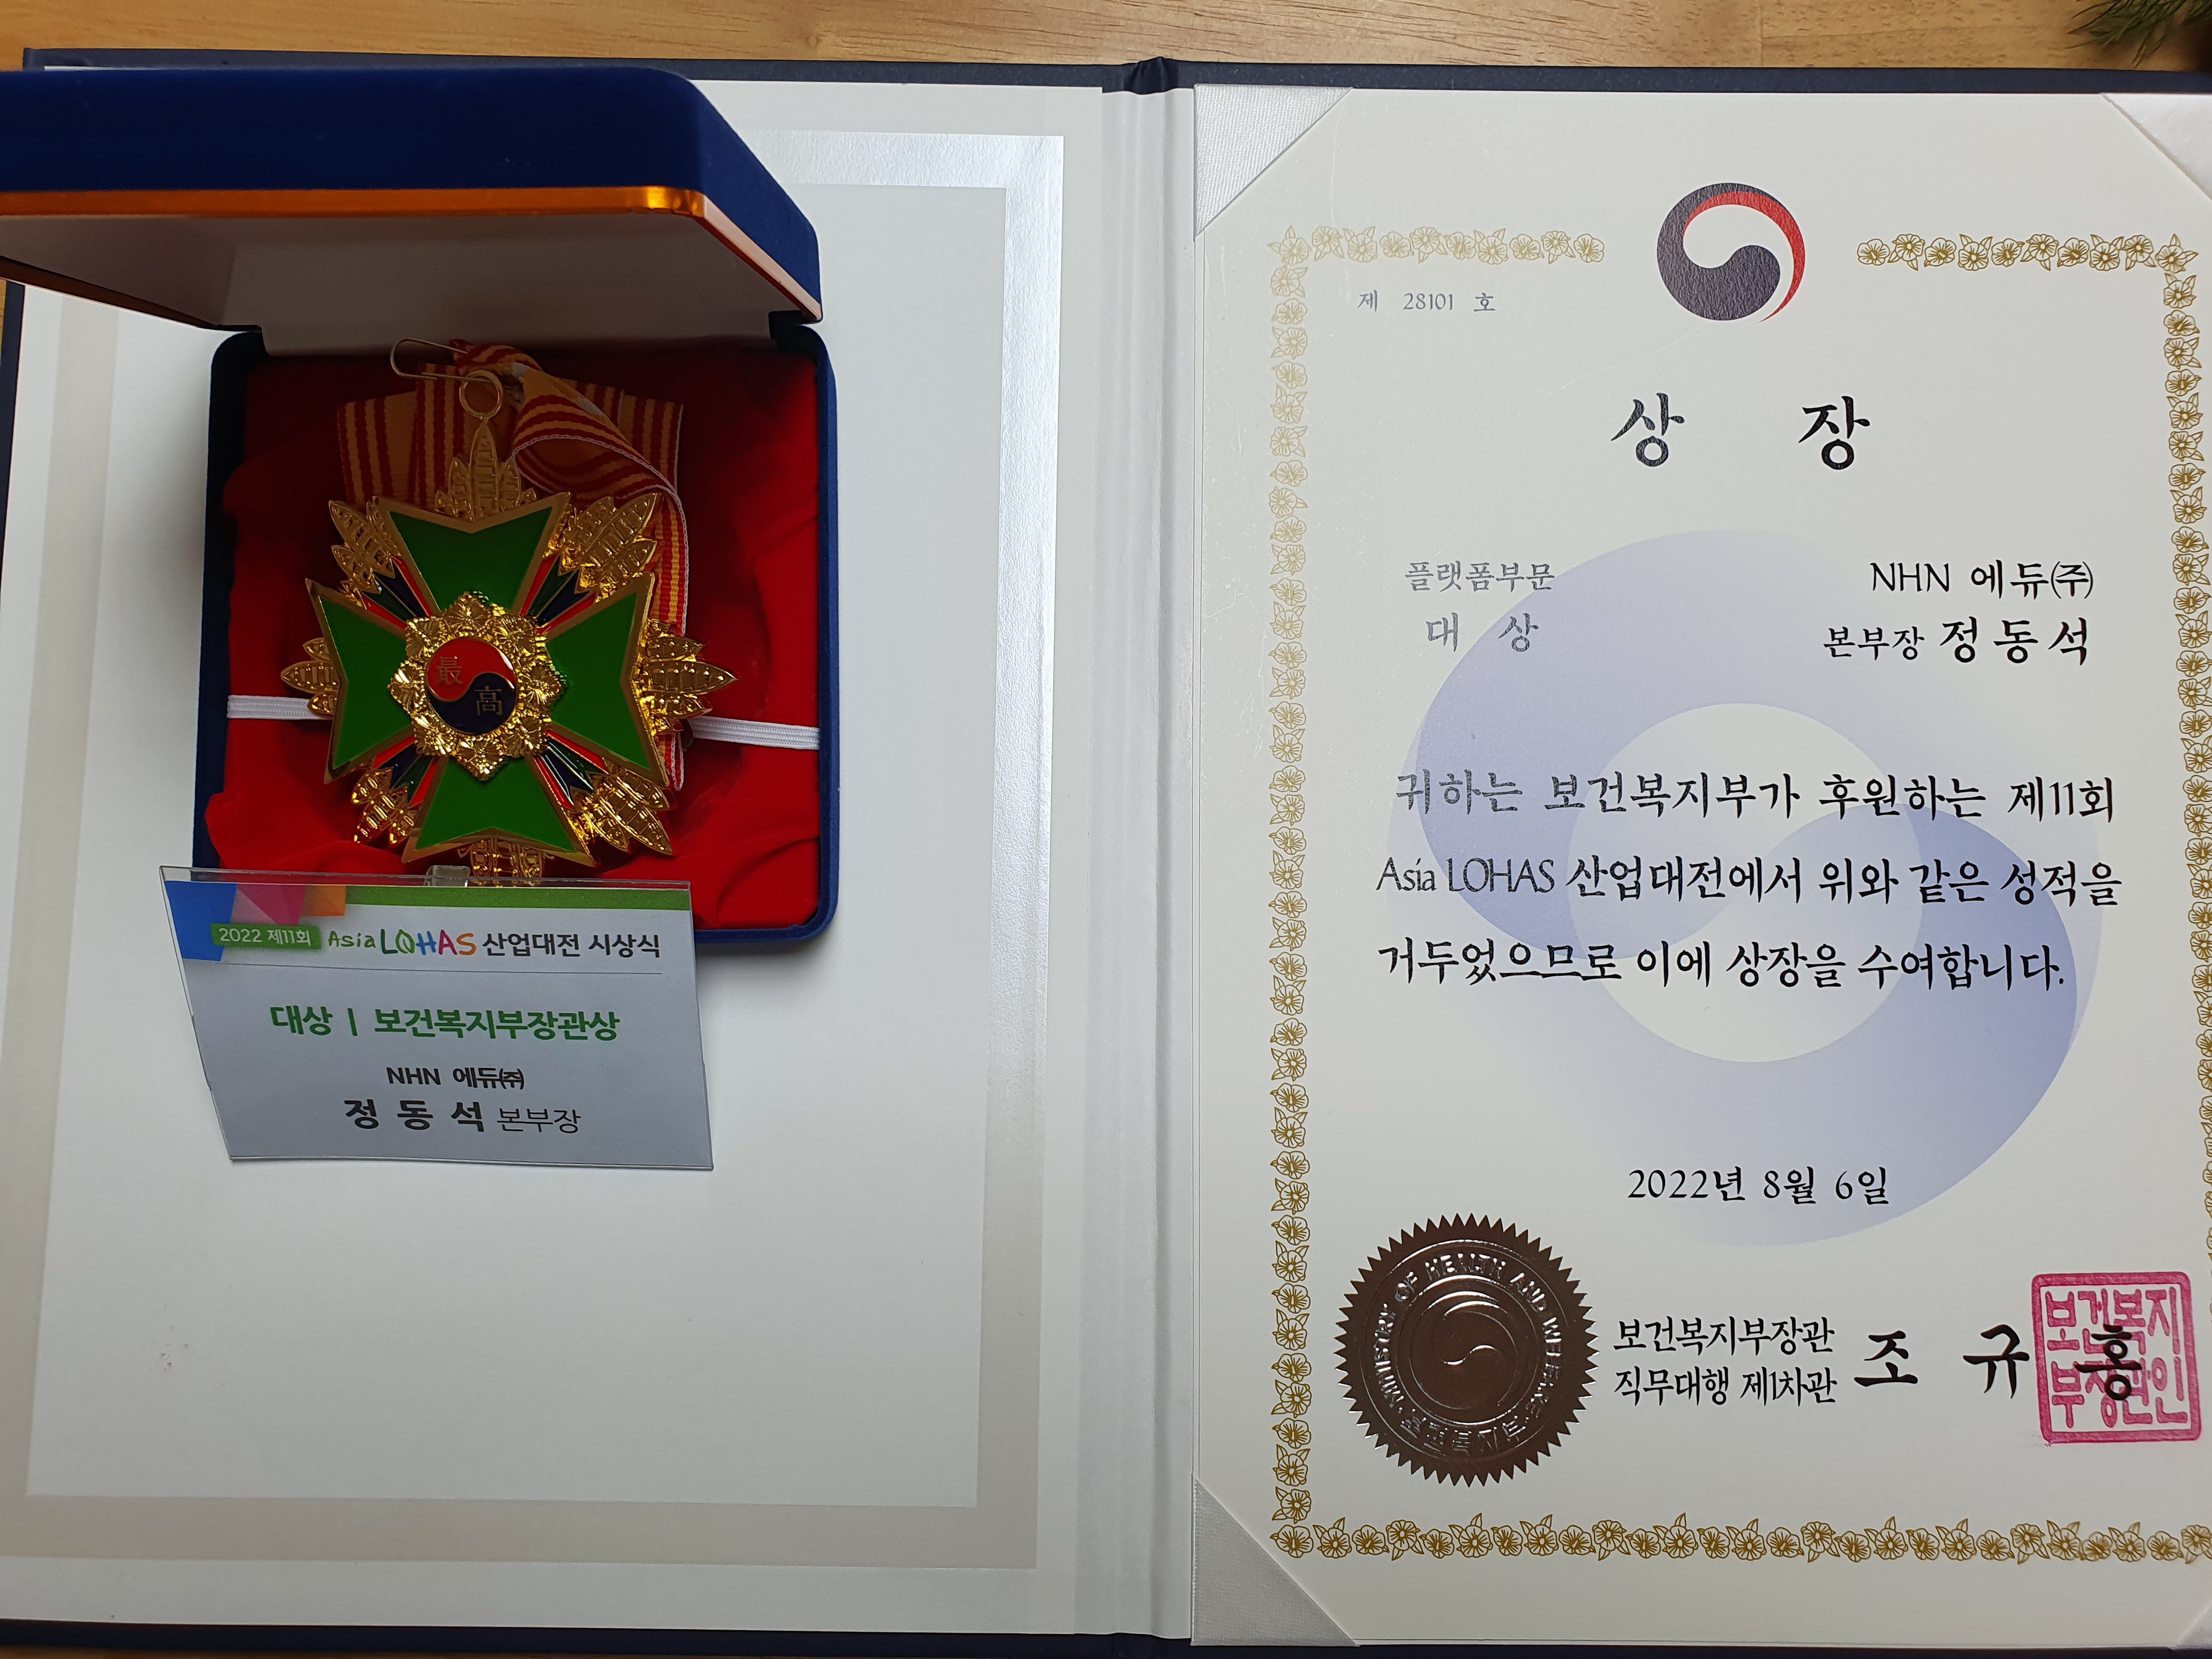 最
高
2022 제11회 Asia LOHAS 산업대전 시상식
대상 | 보건복지부장관상
NHN 에듀㈜
정 동 석 본부장
제 28101 호
상 장
플랫폼부문
대 상
NHN 에듀㈜
본부장 정 동 석
귀하는 보건복지부가 후원하는 제11회
Asia LOHAS 산업대전에서 위와 같은 성적을
거두었으므로 이에 상장을 수여합니다.
2022년 8월 6일
MINISTRY OF HEALTH AND WELFARE
보건복지부
보건복지부장관
직무대행 제1차관
조 규 홍
보건복지
부장관인